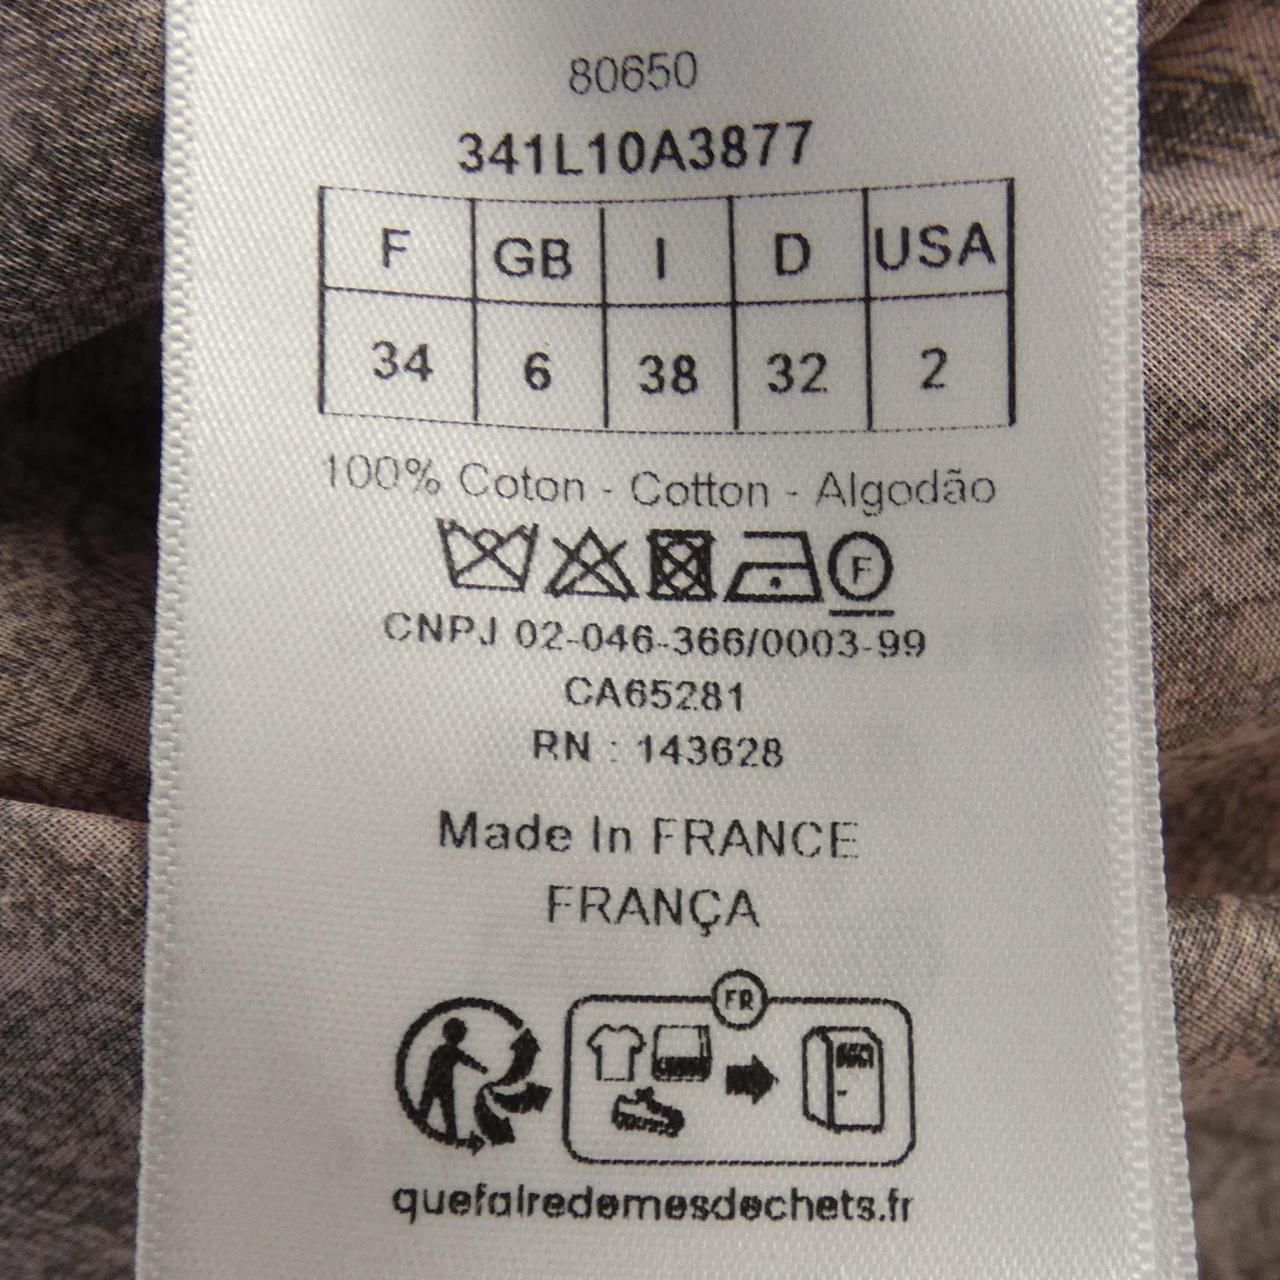 80650
341L10A3877
F GB I D USA
34 6 38 32 2
100% Coton - Cotton - Algodão
F
CNPJ 02-046-366/0003-99
CA65281
RN : 143628
Made In FRANCE
FRANÇA
FR
quefairedemesdechets.fr